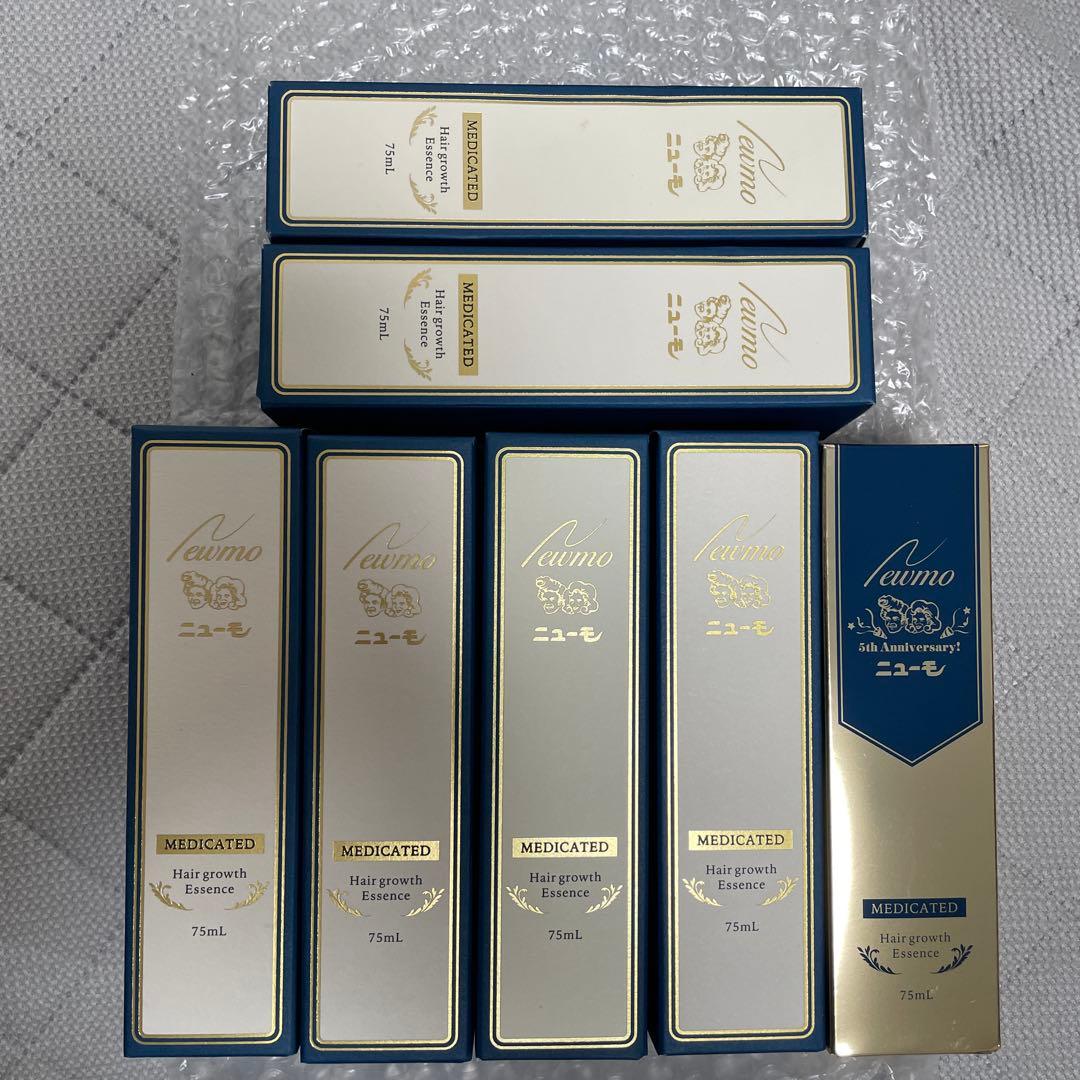 Newmo
ニューモ
MEDICATED
Hair growth
Essence
75mL
Newmo
ニューモ
MEDICATED
Hair growth
Essence
75mL
Newmo
ニューモ
MEDICATED
Hair growth
Essence
75mL
Newmo
ニューモ
MEDICATED
Hair growth
Essence
75mL
Newmo
ニューモ
MEDICATED
Hair growth
Essence
75mL
Newmo
ニューモ
MEDICATED
Hair growth
Essence
75mL
Newmo
5th Anniversary!
ニューモ
MEDICATED
Hair growth
Essence
75mL